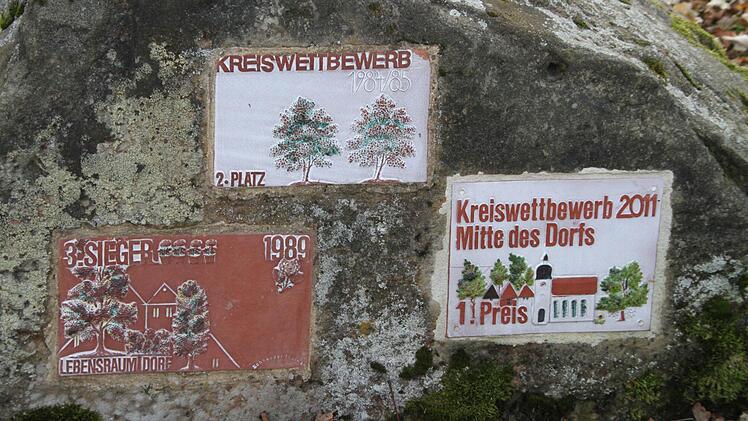 KREISWETTBEWERB
1984/85
2. PLATZ
3. SIEGER
1989
LEBENSRAUM DORF
Kreiswettbewerb 2011
Mitte des Dorfs
1. Preis